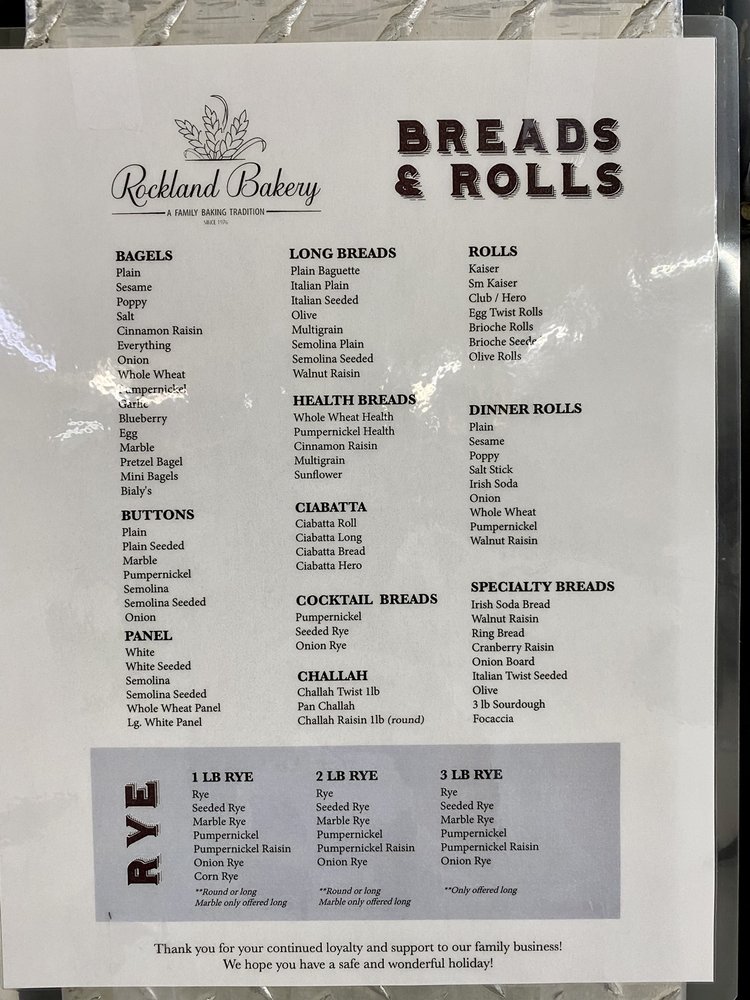 Rockland Bakery
A FAMILY BAKING TRADITION
SINCE 1976
BREADS
& ROLLS
BAGELS
Plain
Sesame
Poppy
Salt
Cinnamon Raisin
Everything
Onion
Whole Wheat
Pumpernickel
Garlic
Blueberry
Egg
Marble
Pretzel Bagel
Mini Bagels
Bialy's
BUTTONS
Plain
Plain Seeded
Marble
Pumpernickel
Semolina
Semolina Seeded
Onion
PANEL
White
White Seeded
Semolina
Semolina Seeded
Whole Wheat Panel
Lg. White Panel
LONG BREADS
Plain Baguette
Italian Plain
Italian Seeded
Olive
Multigrain
Semolina Plain
Semolina Seeded
Walnut Raisin
HEALTH BREADS
Whole Wheat Health
Pumpernickel Health
Cinnamon Raisin
Multigrain
Sunflower
CIABATTA
Ciabatta Roll
Ciabatta Long
Ciabatta Bread
Ciabatta Hero
COCKTAIL BREADS
Pumpernickel
Seeded Rye
Onion Rye
CHALLAH
Challah Twist 1lb
Pan Challah
Challah Raisin 1lb (round)
ROLLS
Kaiser
Sm Kaiser
Club / Hero
Egg Twist Rolls
Brioche Rolls
Brioche Seede
Olive Rolls
DINNER ROLLS
Plain
Sesame
Poppy
Salt Stick
Irish Soda
Onion
Whole Wheat
Pumpernickel
Walnut Raisin
SPECIALTY BREADS
Irish Soda Bread
Walnut Raisin
Ring Bread
Cranberry Raisin
Onion Board
Italian Twist Seeded
Olive
3 lb Sourdough
Focaccia
RYE
1 LB RYE
Rye
Seeded Rye
Marble Rye
Pumpernickel
Pumpernickel Raisin
Onion Rye
Corn Rye
**Round or long
Marble only offered long
2 LB RYE
Rye
Seeded Rye
Marble Rye
Pumpernickel
Pumpernickel Raisin
Onion Rye
**Round or long
Marble only offered long
3 LB RYE
Rye
Seeded Rye
Marble Rye
Pumpernickel
Pumpernickel Raisin
Onion Rye
**Only offered long
Thank you for your continued loyalty and support to our family business!
We hope you have a safe and wonderful holiday!